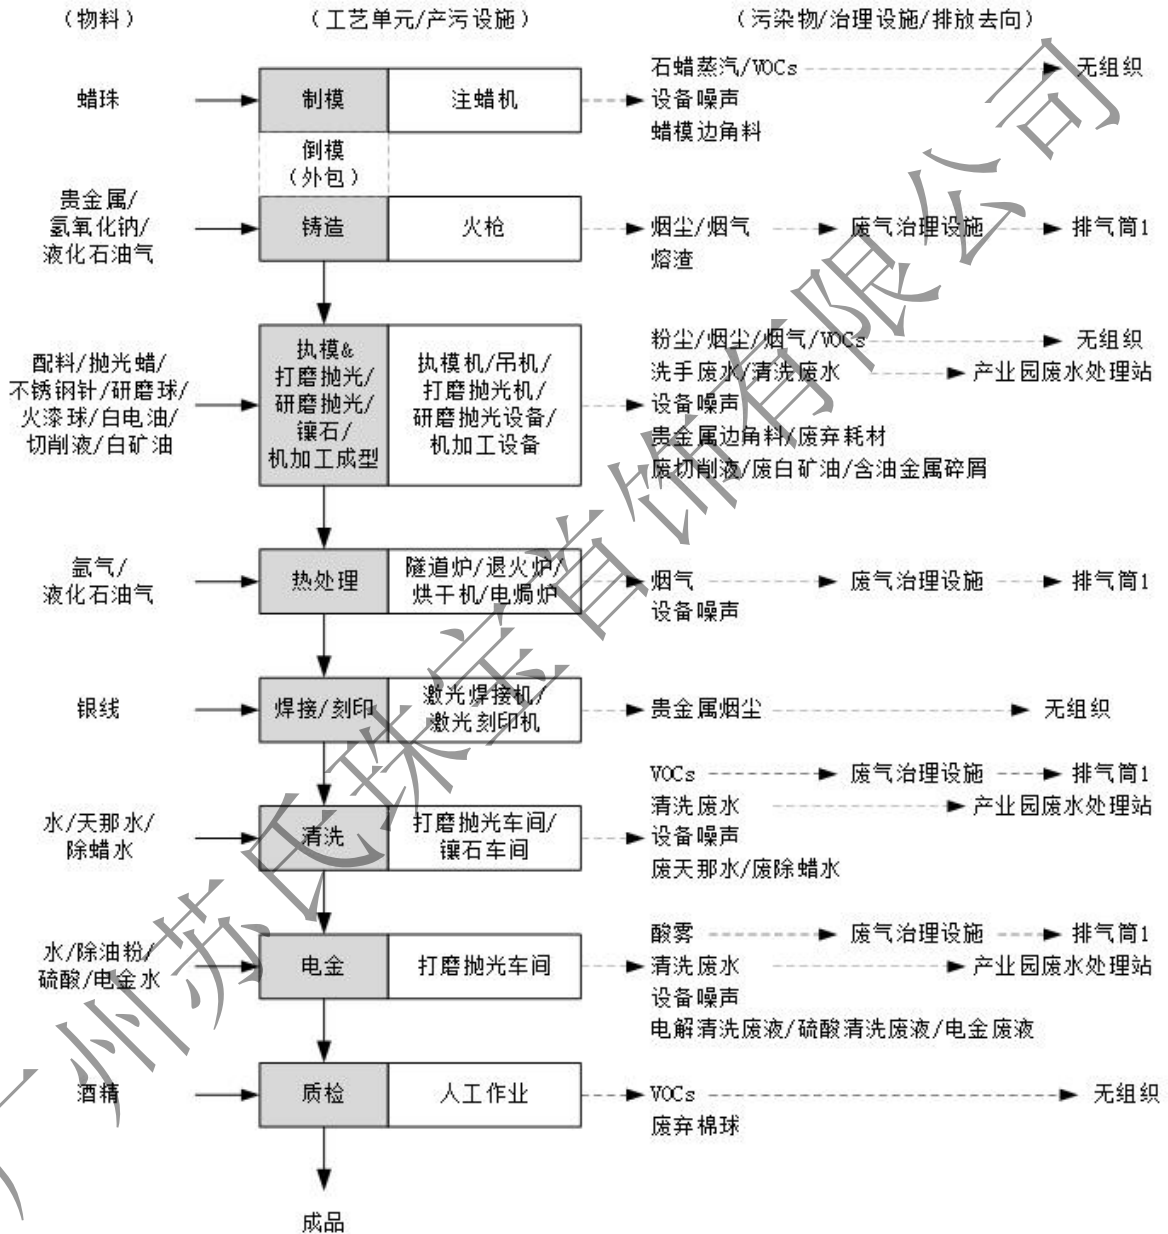 （物料）
（工艺单元/产污设施）
（污染物/治理设施/排放去向）
蜡珠
制模
注蜡机
石蜡蒸汽/VOCs
无组织
设备噪声
蜡模边角料
倒模
（外包）
贵金属/
氢氧化钠/
液化石油气
铸造
火枪
烟尘/烟气
废气治理设施
排气筒1
熔渣
配料/抛光蜡/
不锈钢针/研磨球/
火漆球/白电油/
切削液/白矿油
执模&
打磨抛光/
研磨抛光/
镶石/
机加工成型
执模机/吊机/
打磨抛光机/
研磨抛光设备/
机加工设备
粉尘/烟尘/烟气/VOCs
无组织
洗手废水/清洗废水
产业园废水处理站
设备噪声
贵金属边角料/废弃耗材
废切削液/废白矿油/含油金属碎屑
氩气/
液化石油气
热处理
隧道炉/退火炉/
烘干机/电焗炉
烟气
废气治理设施
排气筒1
设备噪声
银线
焊接/刻印
激光焊接机/
激光刻印机
贵金属烟尘
无组织
水/天那水/
除蜡水
清洗
打磨抛光车间/
镶石车间
VOCs
废气治理设施
排气筒1
清洗废水
产业园废水处理站
设备噪声
废天那水/废除蜡水
水/除油粉/
硫酸/电金水
电金
打磨抛光车间
酸雾
废气治理设施
排气筒1
清洗废水
产业园废水处理站
设备噪声
电解清洗废液/硫酸清洗废液/电金废液
酒精
质检
人工作业
VOCs
无组织
废弃棉球
成品
广州苏氏珠宝首饰有限公司